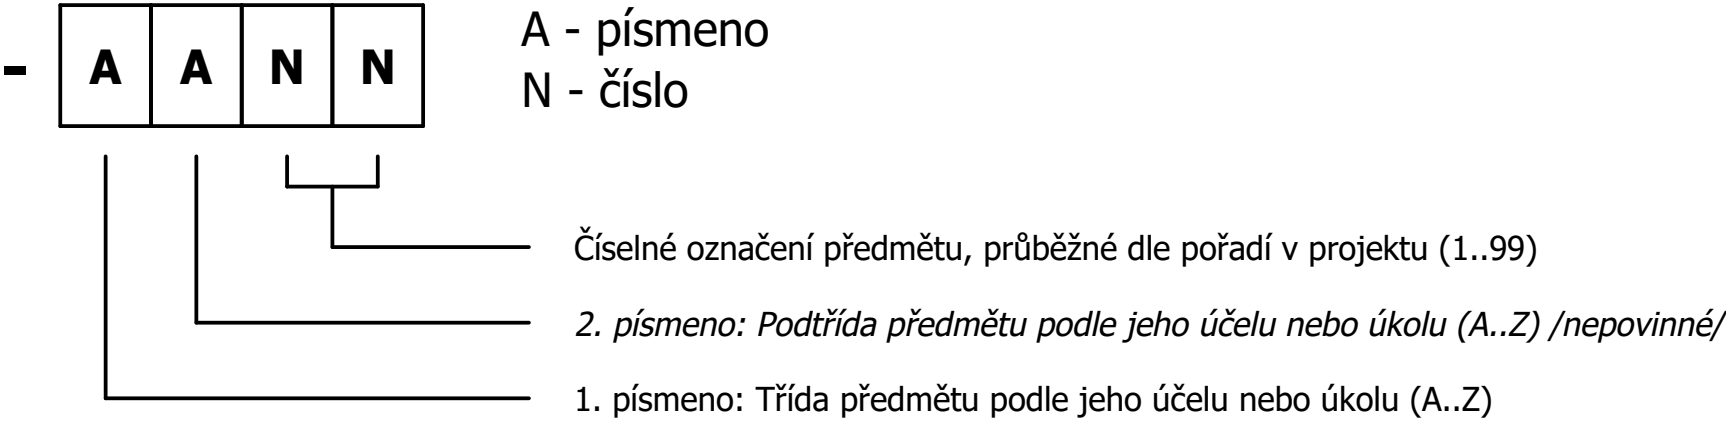 - A A N N
A - písmeno
N - číslo
Číselné označení předmětu, průběžné dle pořadí v projektu (1..99)
2. písmeno: Podtřída předmětu podle jeho účelu nebo úkolu (A..Z) /nepovinné/
1. písmeno: Třída předmětu podle jeho účelu nebo úkolu (A..Z)